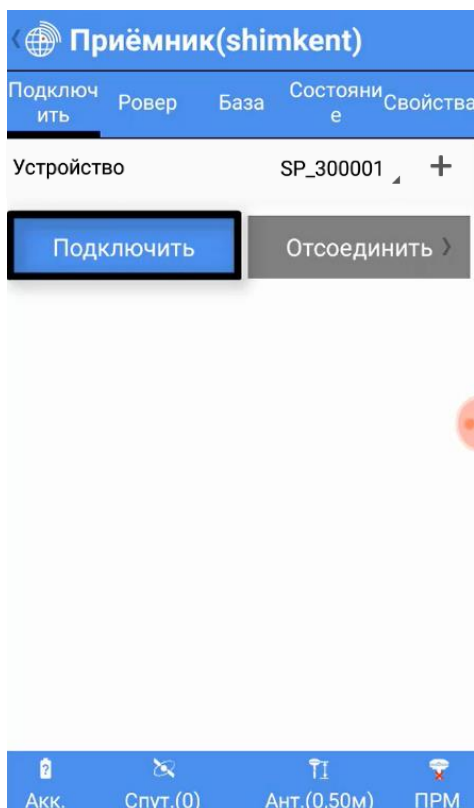 Приёмник(shimkent)
Подключ
ить
Ровер
База
Состояни
е
Свойства
Устройство SP_300001 +
Подключить Отсоединить
Акк. Спут.(0) Ант.(0.50м) ПРМ